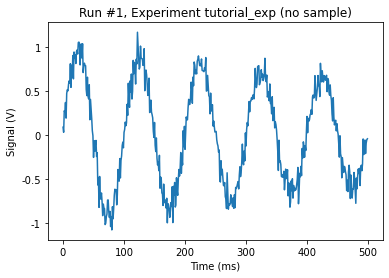 Run #1, Experiment tutorial_exp (no sample)
Signal (V)
1
0.5
0
-0.5
-1
0 100 200 300 400 500
Time (ms)